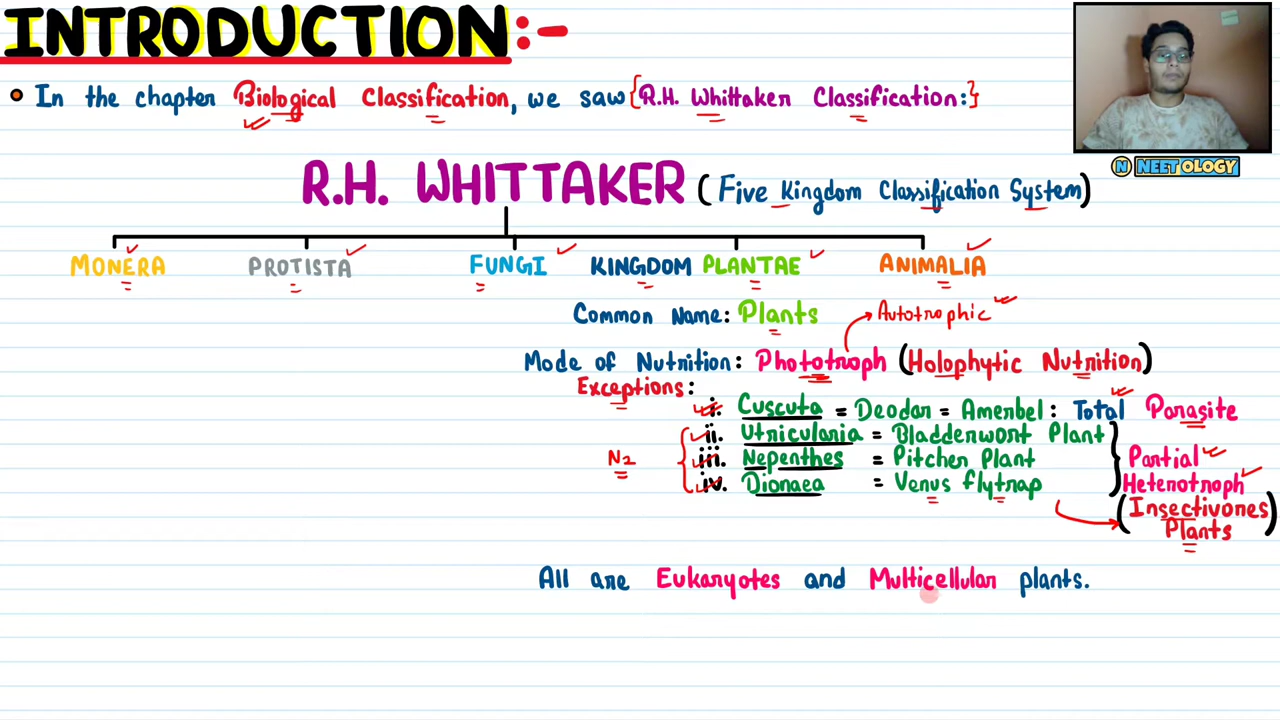 INTRODUCTION:-
In the chapter Biological Classification, we saw {R.H. Whittaker Classification:}
N NEETOLOGY
R.H. WHITTAKER (Five Kingdom Classification System)
MONERA PROTISTA FUNGI KINGDOM PLANTAE ANIMALIA
Common Name: Plants
Autotrophic
Mode of Nutrition: Phototroph (Holophytic Nutrition)
Exceptions:
i. Cuscuta = Deodar = Amerbel: Total Parasite
ii. Utricularia = Bladderwort Plant
N2 iii. Nepenthes = Pitcher Plant Partial
iv. Dionaea = Venus flytrap Heterotroph
(Insectivores
Plants)
All are Eukaryotes and Multicellular plants.